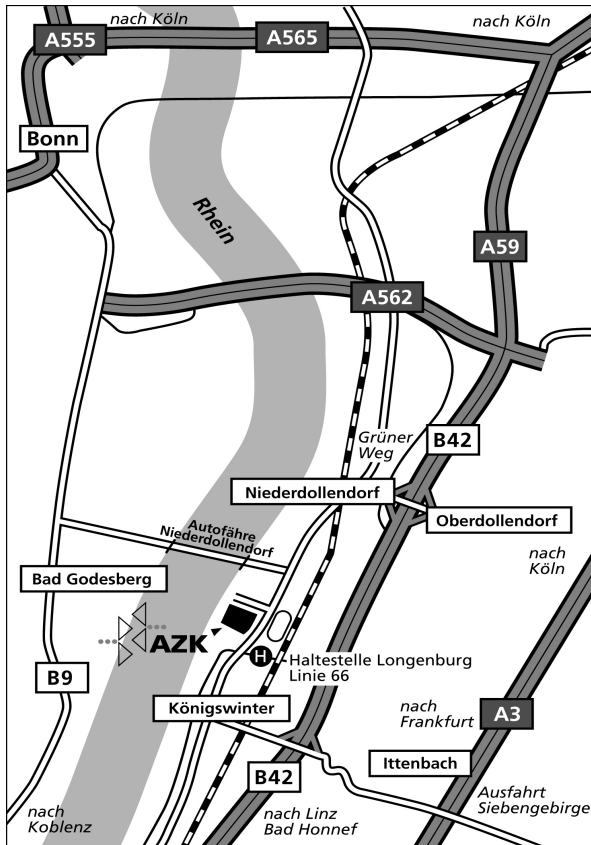 nach Köln
nach Köln
A555
A565
Bonn
Rhein
A59
A562
Grüner
Weg
B42
Niederdollendorf
Oberdollendorf
Autofähre
Niederdollendorf
nach
Köln
Bad Godesberg
AZK
H
Haltestelle Longenburg
Linie 66
B9
Königswinter
nach
Frankfurt
A3
Ittenbach
B42
Ausfahrt
Siebengebirge
nach
Koblenz
nach Linz
Bad Honnef